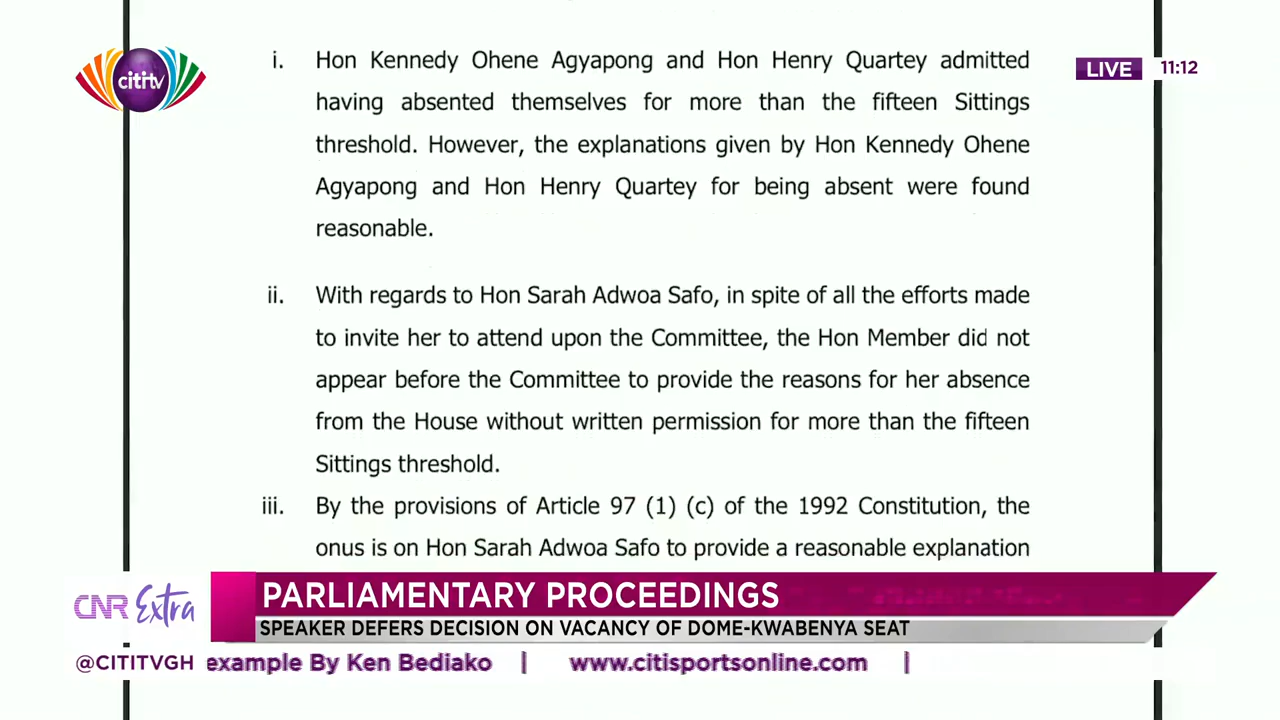 citi tv
LIVE 11:12
i. Hon Kennedy Ohene Agyapong and Hon Henry Quartey admitted
having absented themselves for more than the fifteen Sittings
threshold. However, the explanations given by Hon Kennedy Ohene
Agyapong and Hon Henry Quartey for being absent were found
reasonable.
ii. With regards to Hon Sarah Adwoa Safo, in spite of all the efforts made
to invite her to attend upon the Committee, the Hon Member did not
appear before the Committee to provide the reasons for her absence
from the House without written permission for more than the fifteen
Sittings threshold.
iii. By the provisions of Article 97 (1) (c) of the 1992 Constitution, the
onus is on Hon Sarah Adwoa Safo to provide a reasonable explanation
CNR Extra
PARLIAMENTARY PROCEEDINGS
SPEAKER DEFERS DECISION ON VACANCY OF DOME-KWABENYA SEAT
@CITITVGH example By Ken Bediako | www.citisportsonline.com |